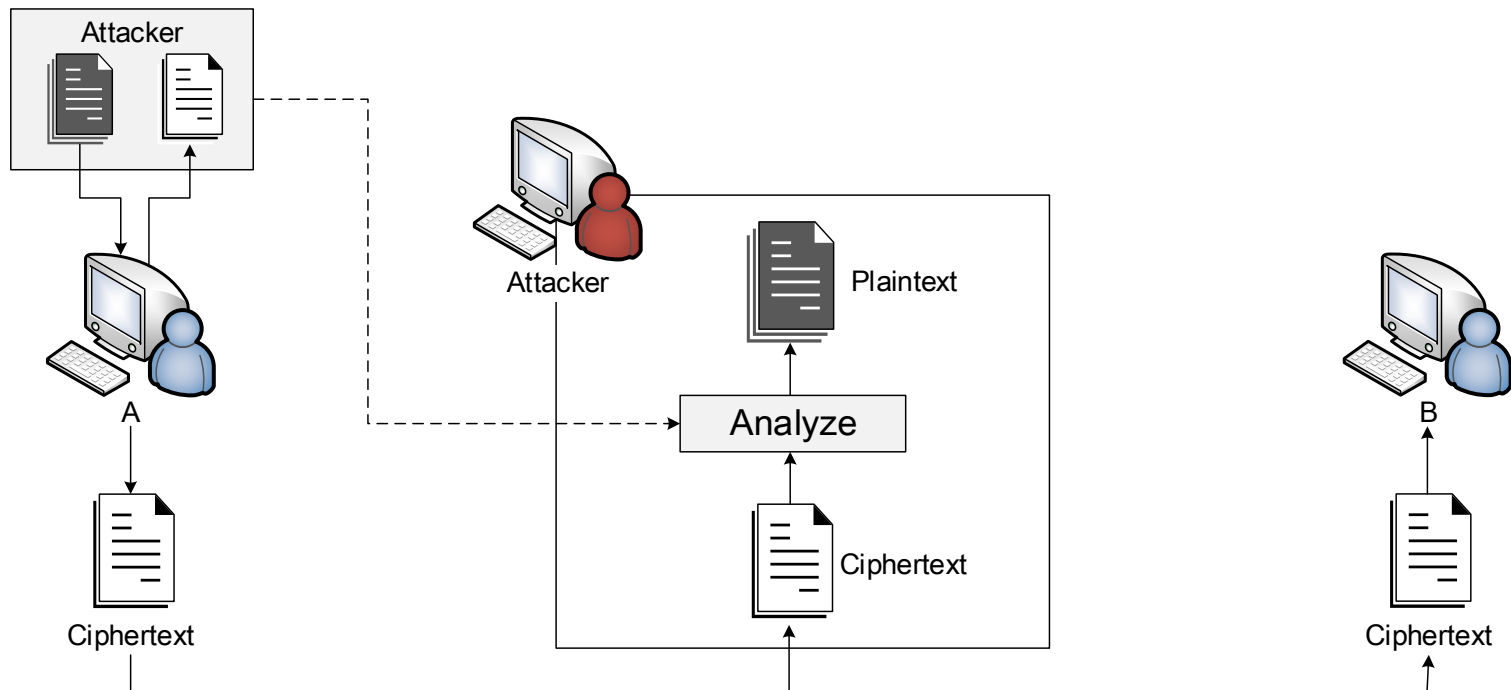 Attacker
Attacker
Plaintext
A
Analyze
B
Ciphertext
Ciphertext
Ciphertext